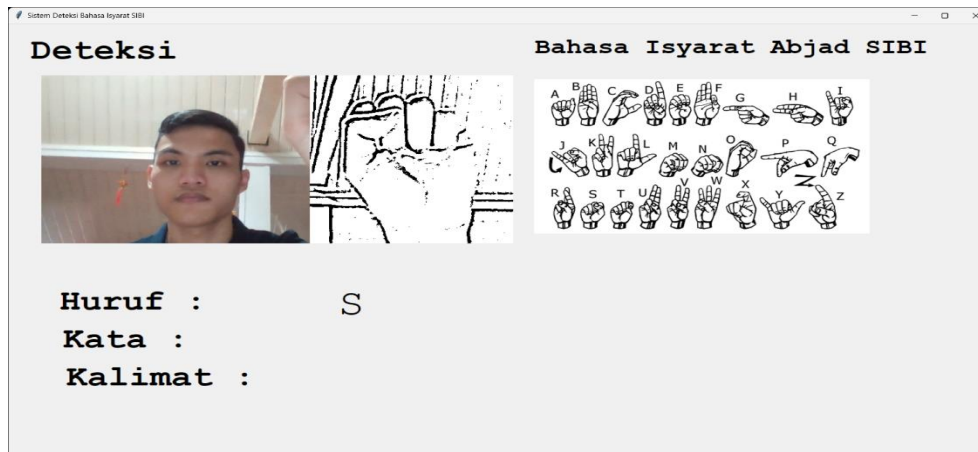 Sistem Deteksi Bahasa Isyarat SIBI
Deteksi
Bahasa Isyarat Abjad SIBI
A B C D E F G H I
J K L M N O P Q
R S T U V W X Y Z
Huruf : S
Kata :
Kalimat :